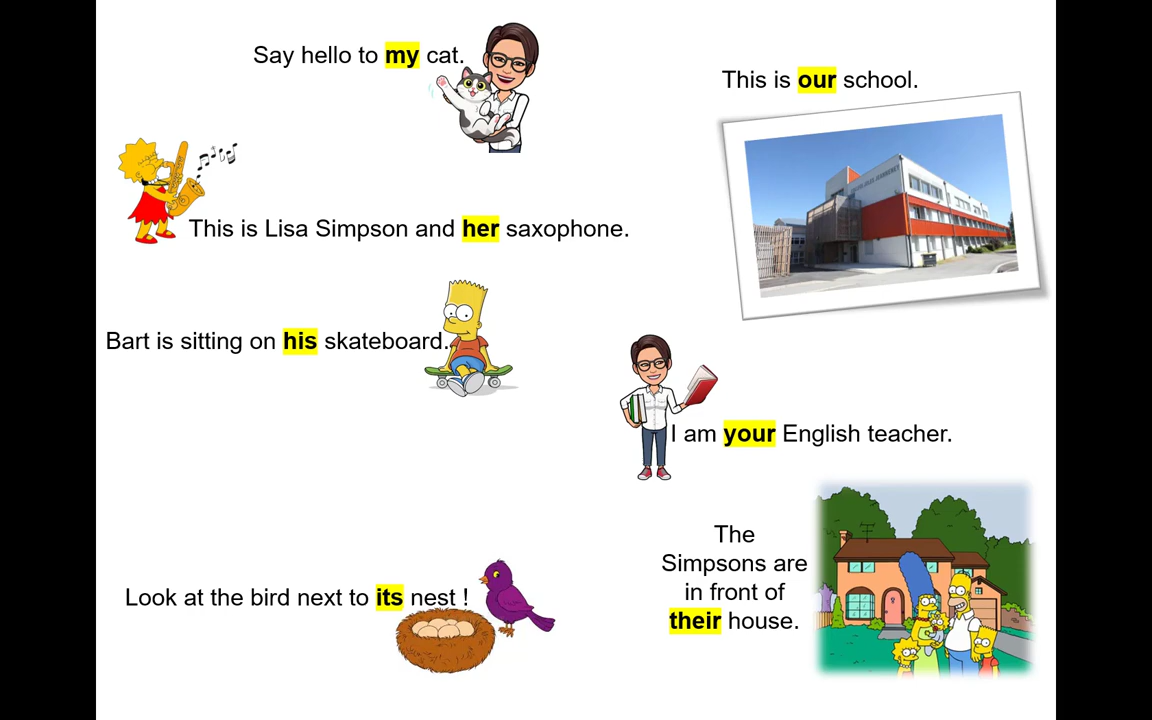 Say hello to my cat.
This is our school.
This is Lisa Simpson and her saxophone.
Bart is sitting on his skateboard.
I am your English teacher.
The
Simpsons are
in front of
their house.
Look at the bird next to its nest !